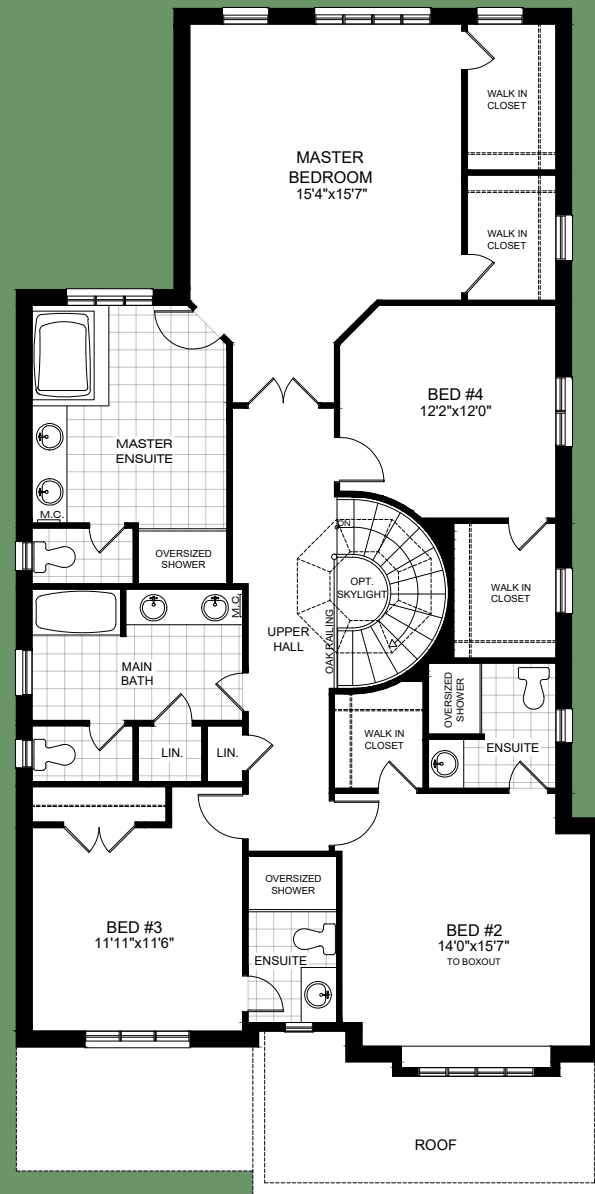 WALK IN
CLOSET
MASTER
BEDROOM
15'4"x15'7"
WALK IN
CLOSET
BED #4
12'2"x12'0"
MASTER
ENSUITE
M.C.
OVERSIZED
SHOWER
OPT.
SKYLIGHT
WALK IN
CLOSET
M.C.
UPPER
HALL
OAK RAILING
MAIN
BATH
OVERSIZED
SHOWER
ENSUITE
WALK IN
CLOSET
LIN.
LIN.
OVERSIZED
SHOWER
BED #3
11'11"x11'6"
BED #2
14'0"x15'7"
TO BOXOUT
ENSUITE
ROOF